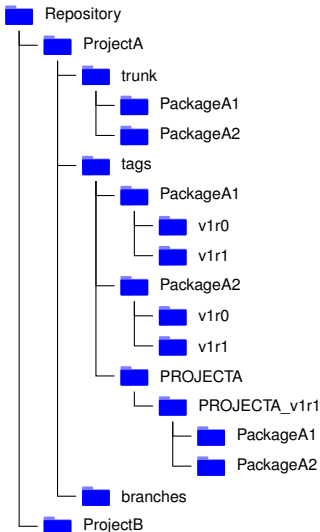 Repository
ProjectA
trunk
PackageA1
PackageA2
tags
PackageA1
v1r0
v1r1
PackageA2
v1r0
v1r1
PROJECTA
PROJECTA_v1r1
PackageA1
PackageA2
branches
ProjectB